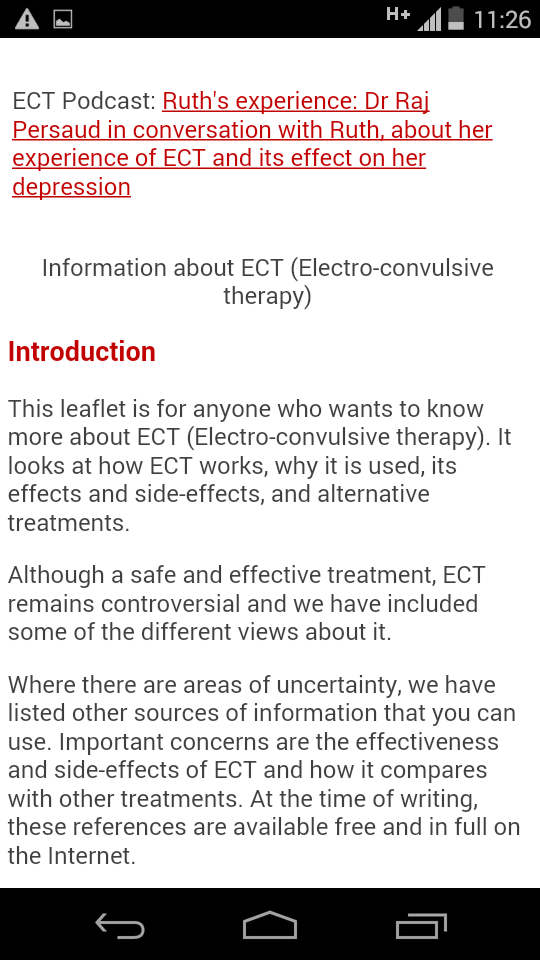 H+ 11:26
ECT Podcast: Ruth's experience: Dr Raj
Persaud in conversation with Ruth, about her
experience of ECT and its effect on her
depression
Information about ECT (Electro-convulsive
therapy)
Introduction
This leaflet is for anyone who wants to know
more about ECT (Electro-convulsive therapy). It
looks at how ECT works, why it is used, its
effects and side-effects, and alternative
treatments.
Although a safe and effective treatment, ECT
remains controversial and we have included
some of the different views about it.
Where there are areas of uncertainty, we have
listed other sources of information that you can
use. Important concerns are the effectiveness
and side-effects of ECT and how it compares
with other treatments. At the time of writing,
these references are available free and in full on
the Internet.